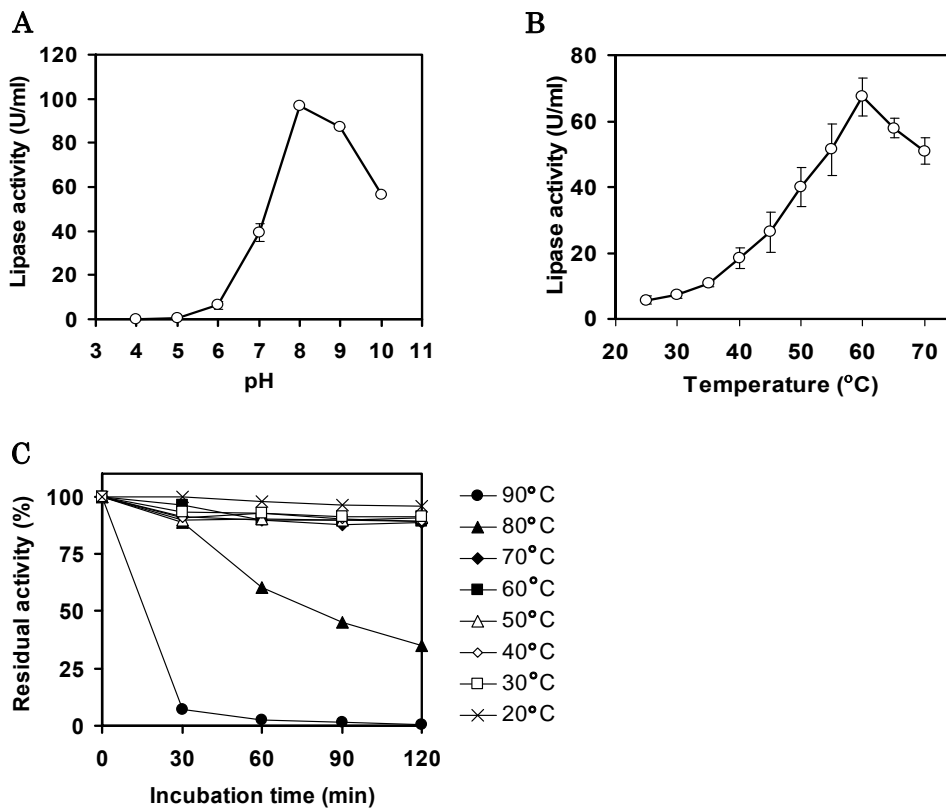 A
Lipase activity (U/ml)
120
100
80
60
40
20
0
3 4 5 6 7 8 9 10 11
pH
B
Lipase activity (U/ml)
80
60
40
20
0
20 30 40 50 60 70
Temperature (°C)
C
Residual activity (%)
100
75
50
25
0
0 30 60 90 120
Incubation time (min)
90°C
80°C
70°C
60°C
50°C
40°C
30°C
20°C